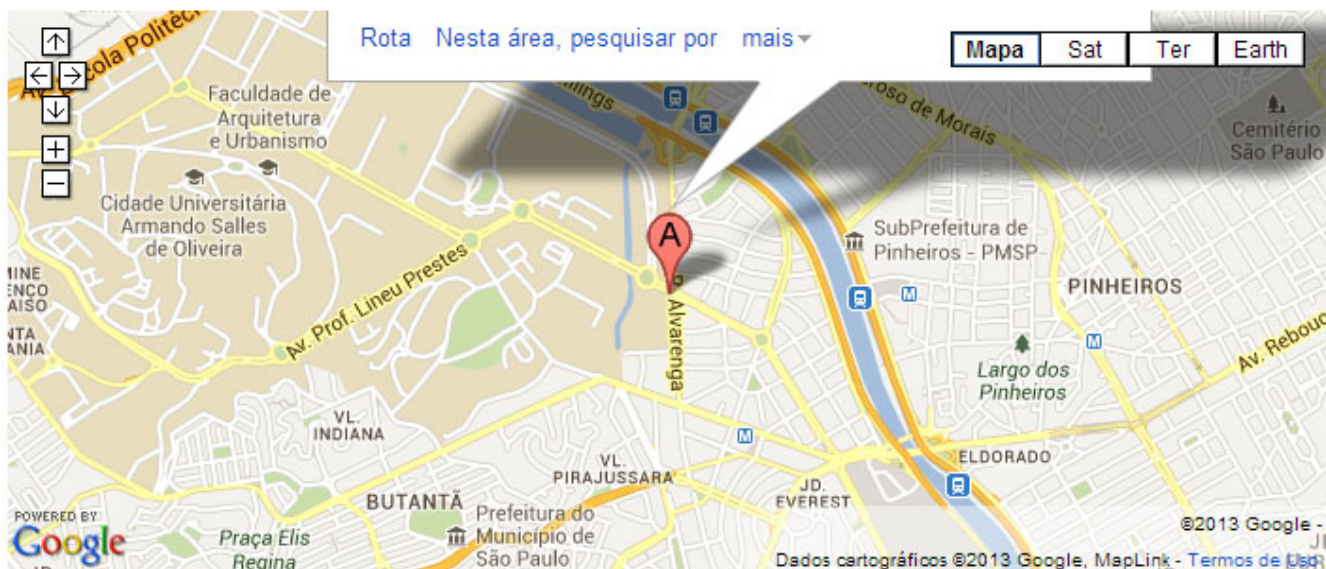 Rota Nesta área, pesquisar por mais
Mapa Sat Ter Earth
Faculdade de
Arquitetura
e Urbanismo
Cidade Universitária
Armando Salles
de Oliveira
Av. Prof. Lineu Prestes
A
R. Alvarenga
SubPrefeitura de
Pinheiros - PMSP
de Morais
Cemitério
São Paulo
PINHEIROS
Largo dos
Pinheiros
Av. Rebouc
M
M
M
VL.
INDIANA
VL.
PIRAJUSSARA
JD.
EVEREST
ELDORADO
BUTANTÃ
Prefeitura do
Município de
São Paulo
Praça Elis
Regina
POWERED BY
Google
©2013 Google -
Dados cartográficos ©2013 Google, MapLink - Termos de Uso